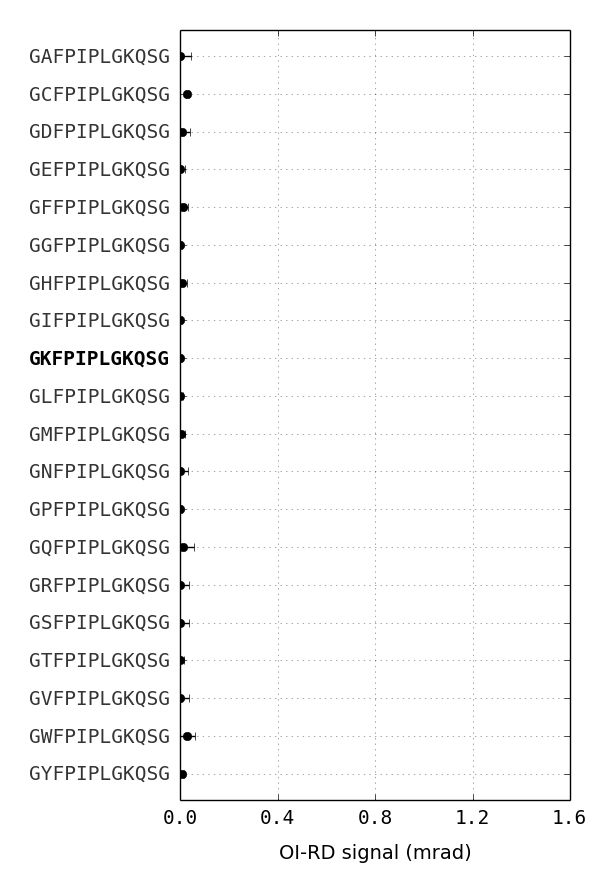 GAFPIPLGKQSG
GCFPIPLGKQSG
GDFPIPLGKQSG
GEFPIPLGKQSG
GFFPIPLGKQSG
GGFPIPLGKQSG
GHFPIPLGKQSG
GIFPIPLGKQSG
GKFPIPLGKQSG
GLFPIPLGKQSG
GMFPIPLGKQSG
GNFPIPLGKQSG
GPFPIPLGKQSG
GQFPIPLGKQSG
GRFPIPLGKQSG
GSFPIPLGKQSG
GTFPIPLGKQSG
GVFPIPLGKQSG
GWFPIPLGKQSG
GYFPIPLGKQSG
0.0 0.4 0.8 1.2 1.6
OI-RD signal (mrad)